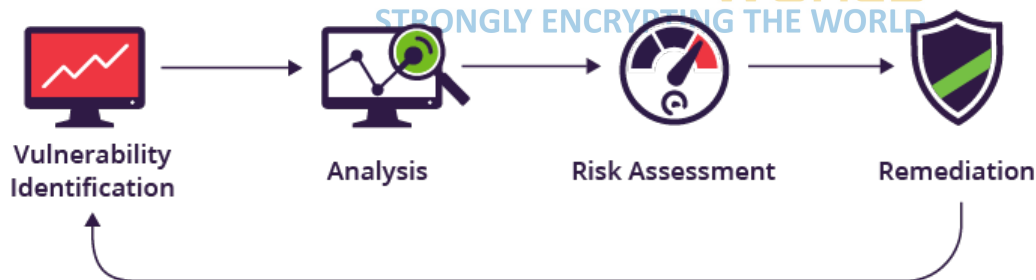 STRONGLY ENCRYPTING THE WORLD
Vulnerability
Identification
Analysis
Risk Assessment
Remediation